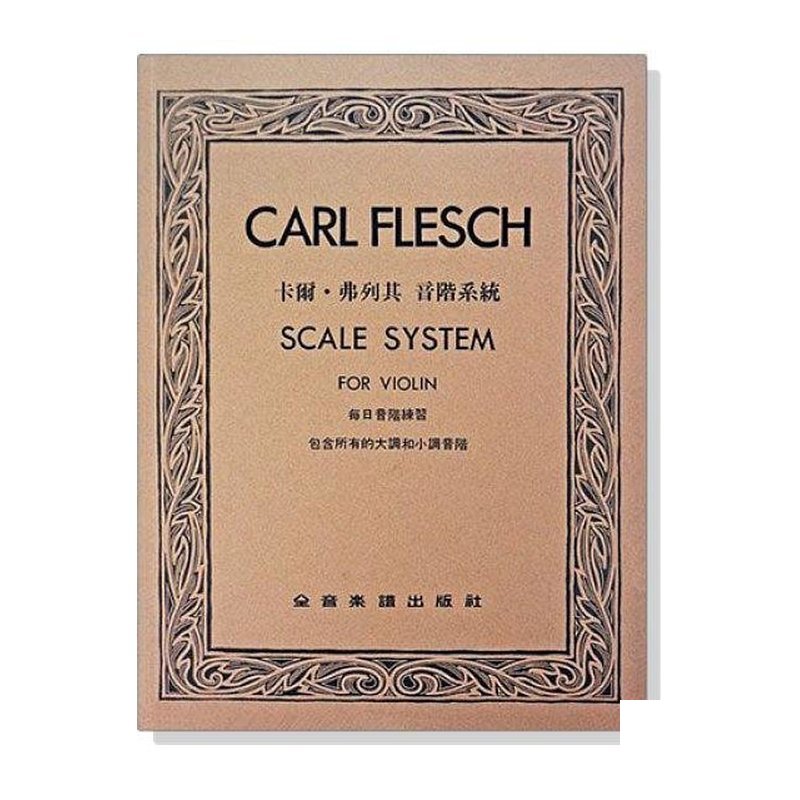 CARL FLESCH
卡爾・弗列其 音階系統
SCALE SYSTEM
FOR VIOLIN
每日音階練習
包含所有的大調和小調音階
全音楽譜出版社